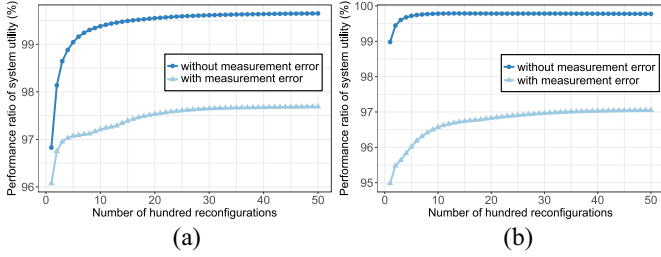 Performance ratio of system utility (%)
99
98
97
96
0
10
20
30
40
50
without measurement error
with measurement error
Number of hundred reconfigurations
(a)
Performance ratio of system utility (%)
100
99
98
97
96
95
0
10
20
30
40
50
without measurement error
with measurement error
Number of hundred reconfigurations
(b)